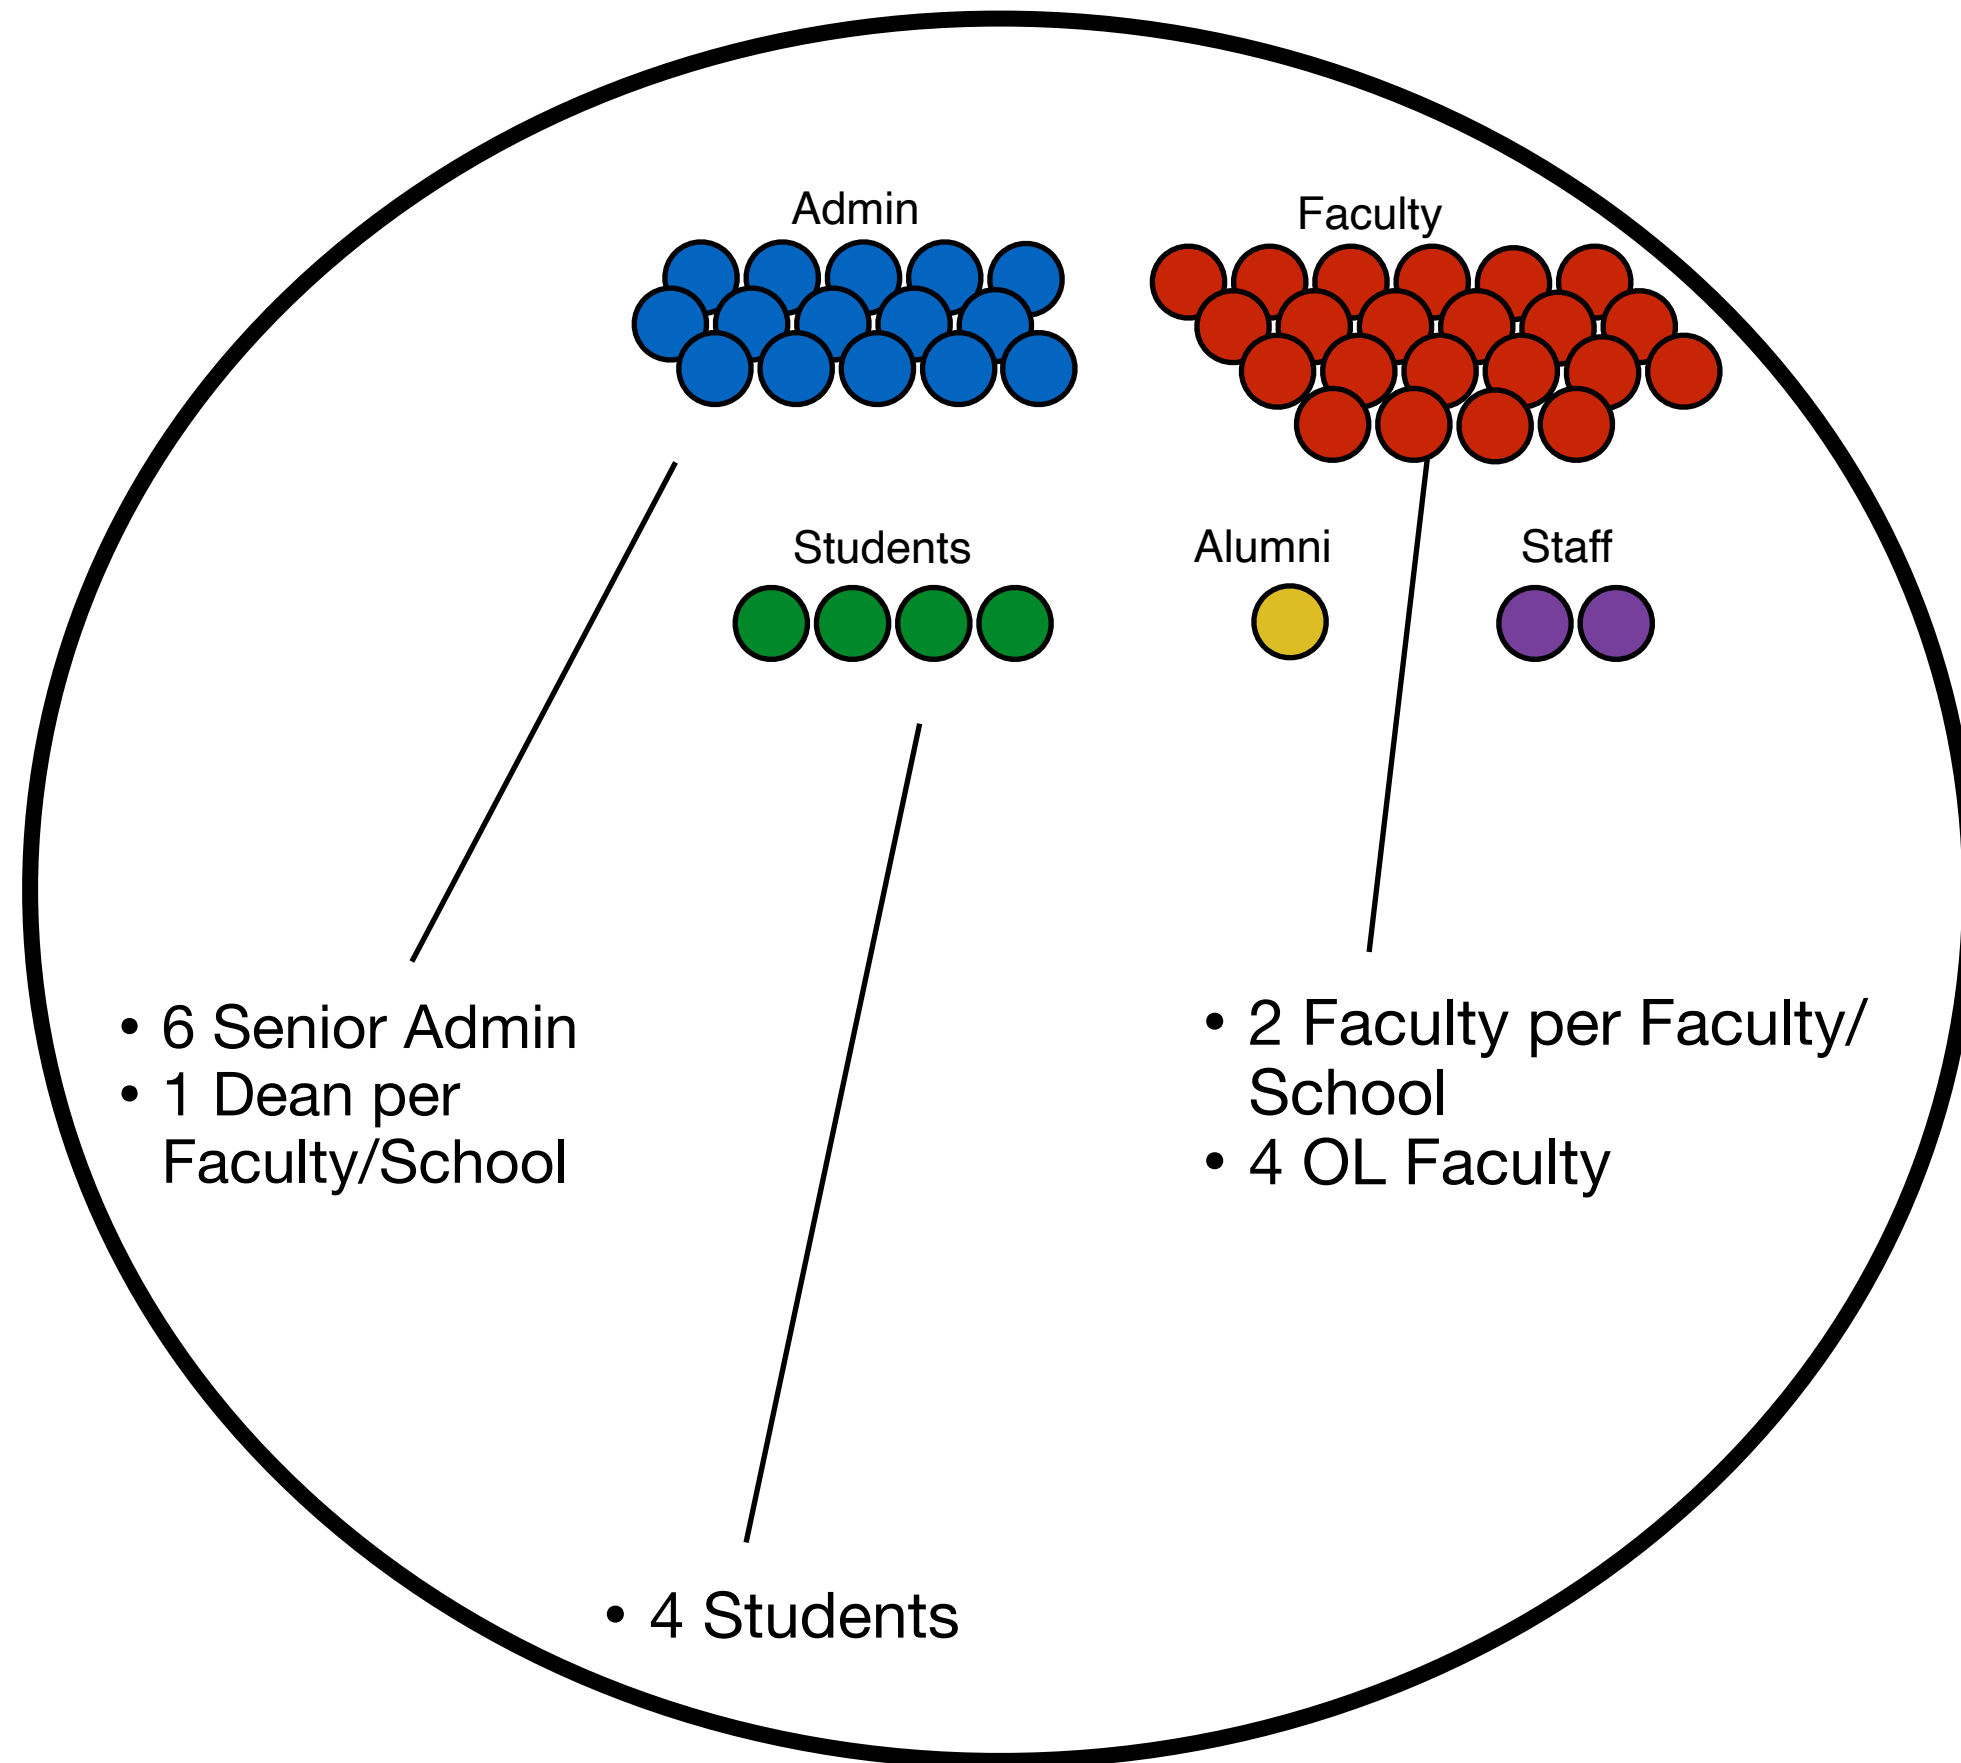 Admin
Faculty
Students
Alumni
Staff
• 6 Senior Admin
• 1 Dean per
Faculty/School
• 2 Faculty per Faculty/
School
• 4 OL Faculty
• 4 Students